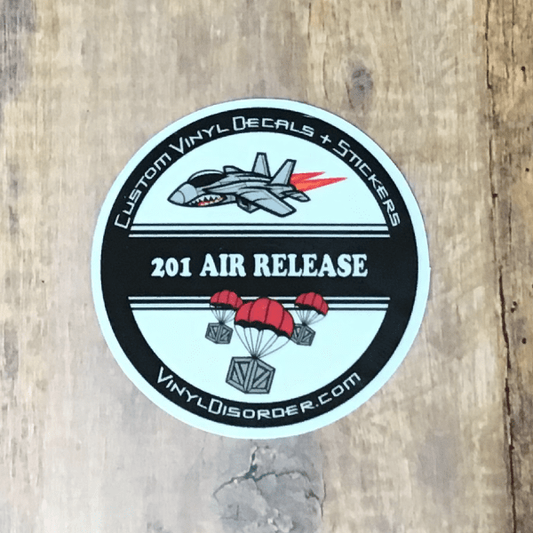 Custom Vinyl Decals + Stickers
201 AIR RELEASE
VinylDisorder.com